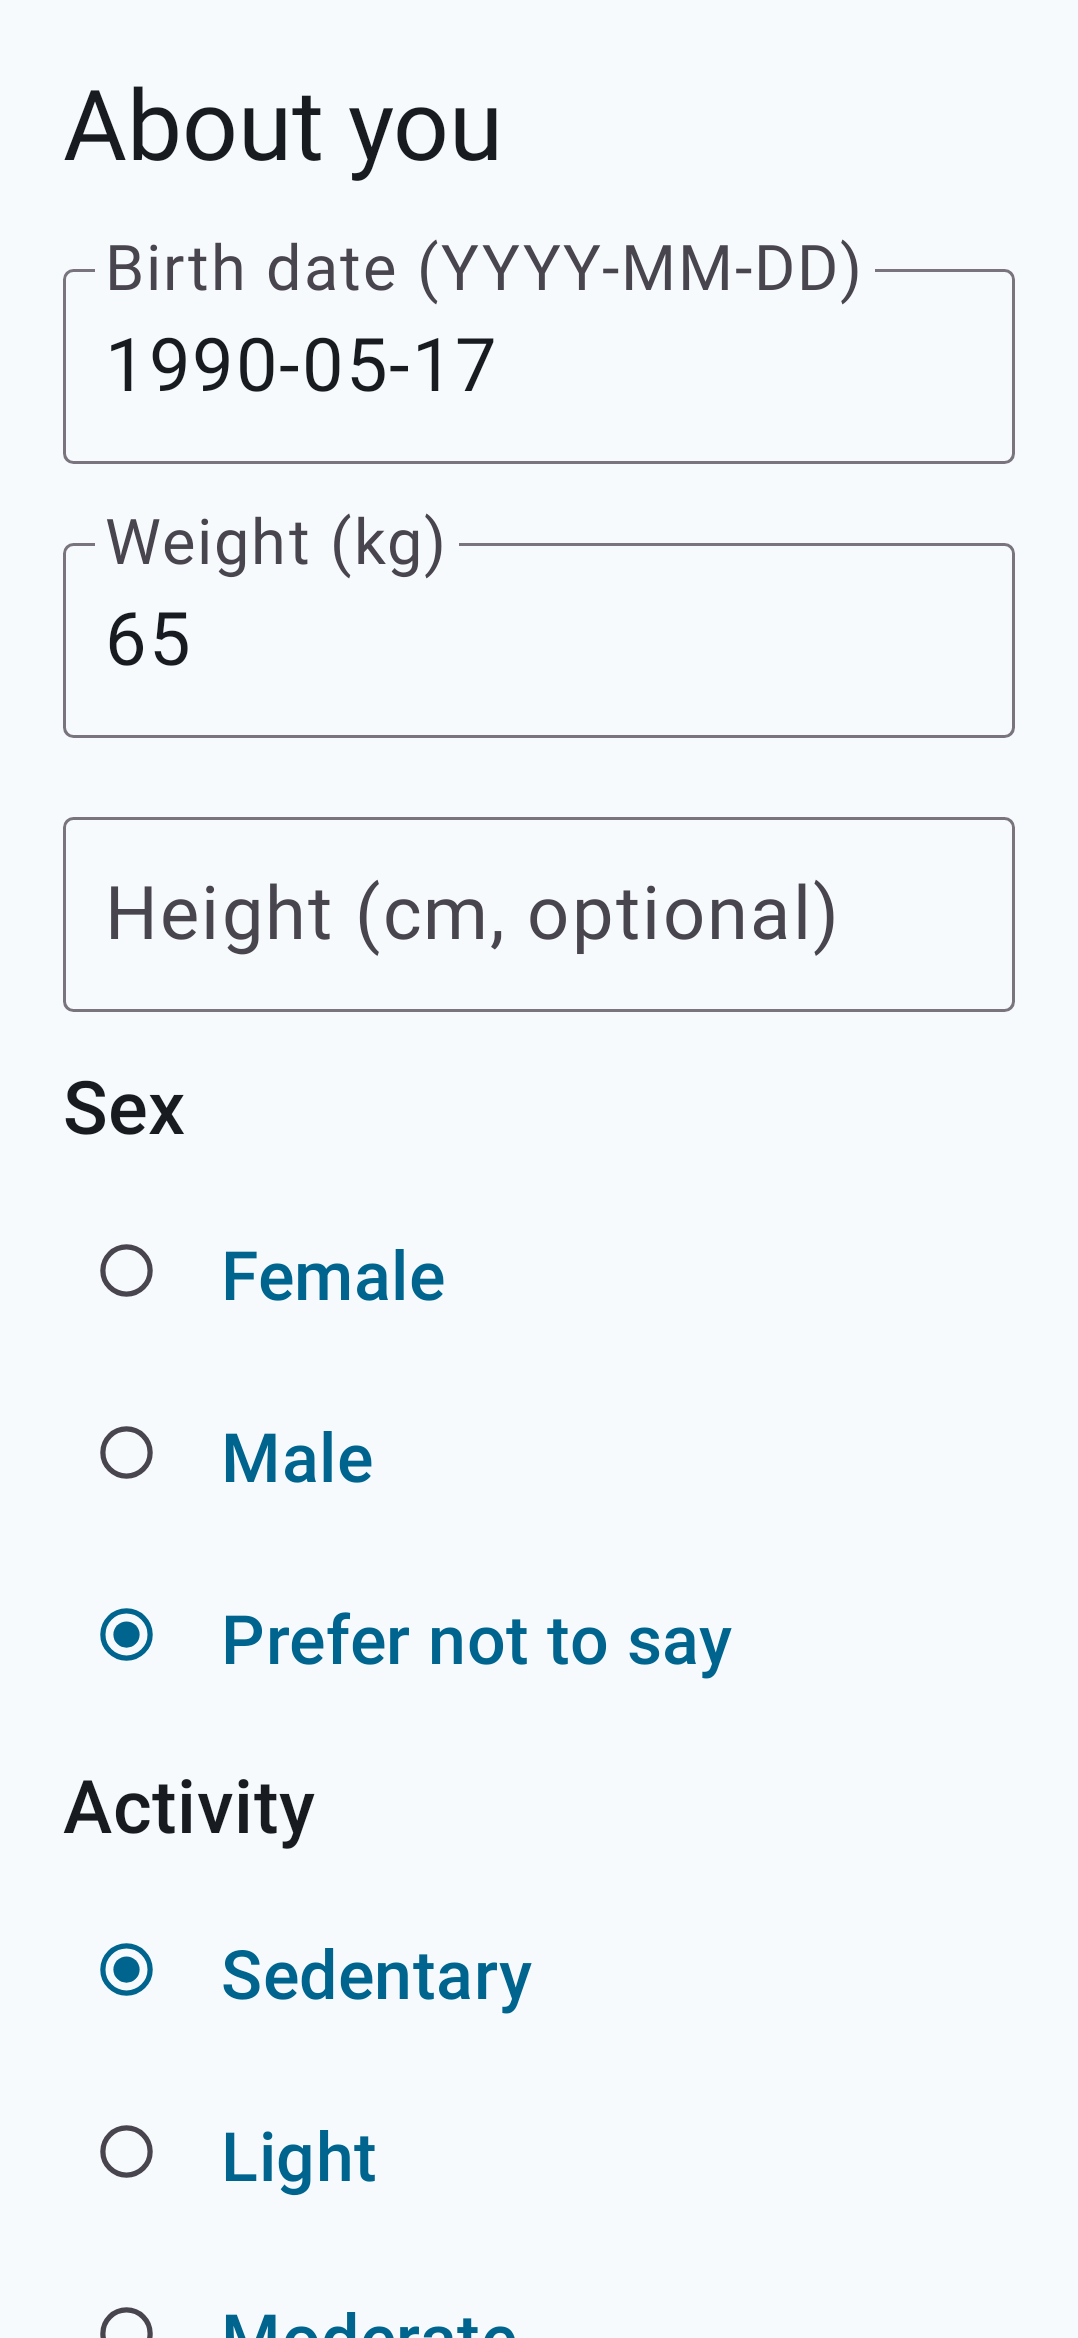 About you
Birth date (YYYY-MM-DD)
1990-05-17
Weight (kg)
65
Height (cm, optional)
Sex
Female
Male
Prefer not to say
Activity
Sedentary
Light
Moderate